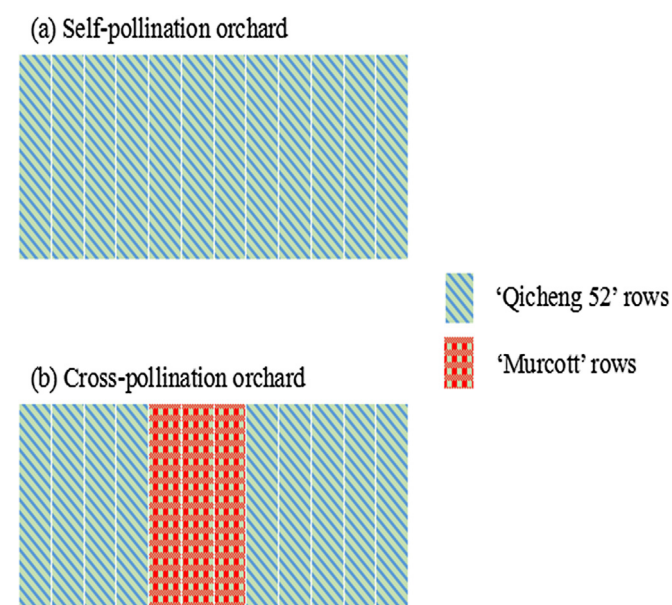 (a) Self-pollination orchard
‘Qicheng 52’ rows
‘Murcott’ rows
(b) Cross-pollination orchard